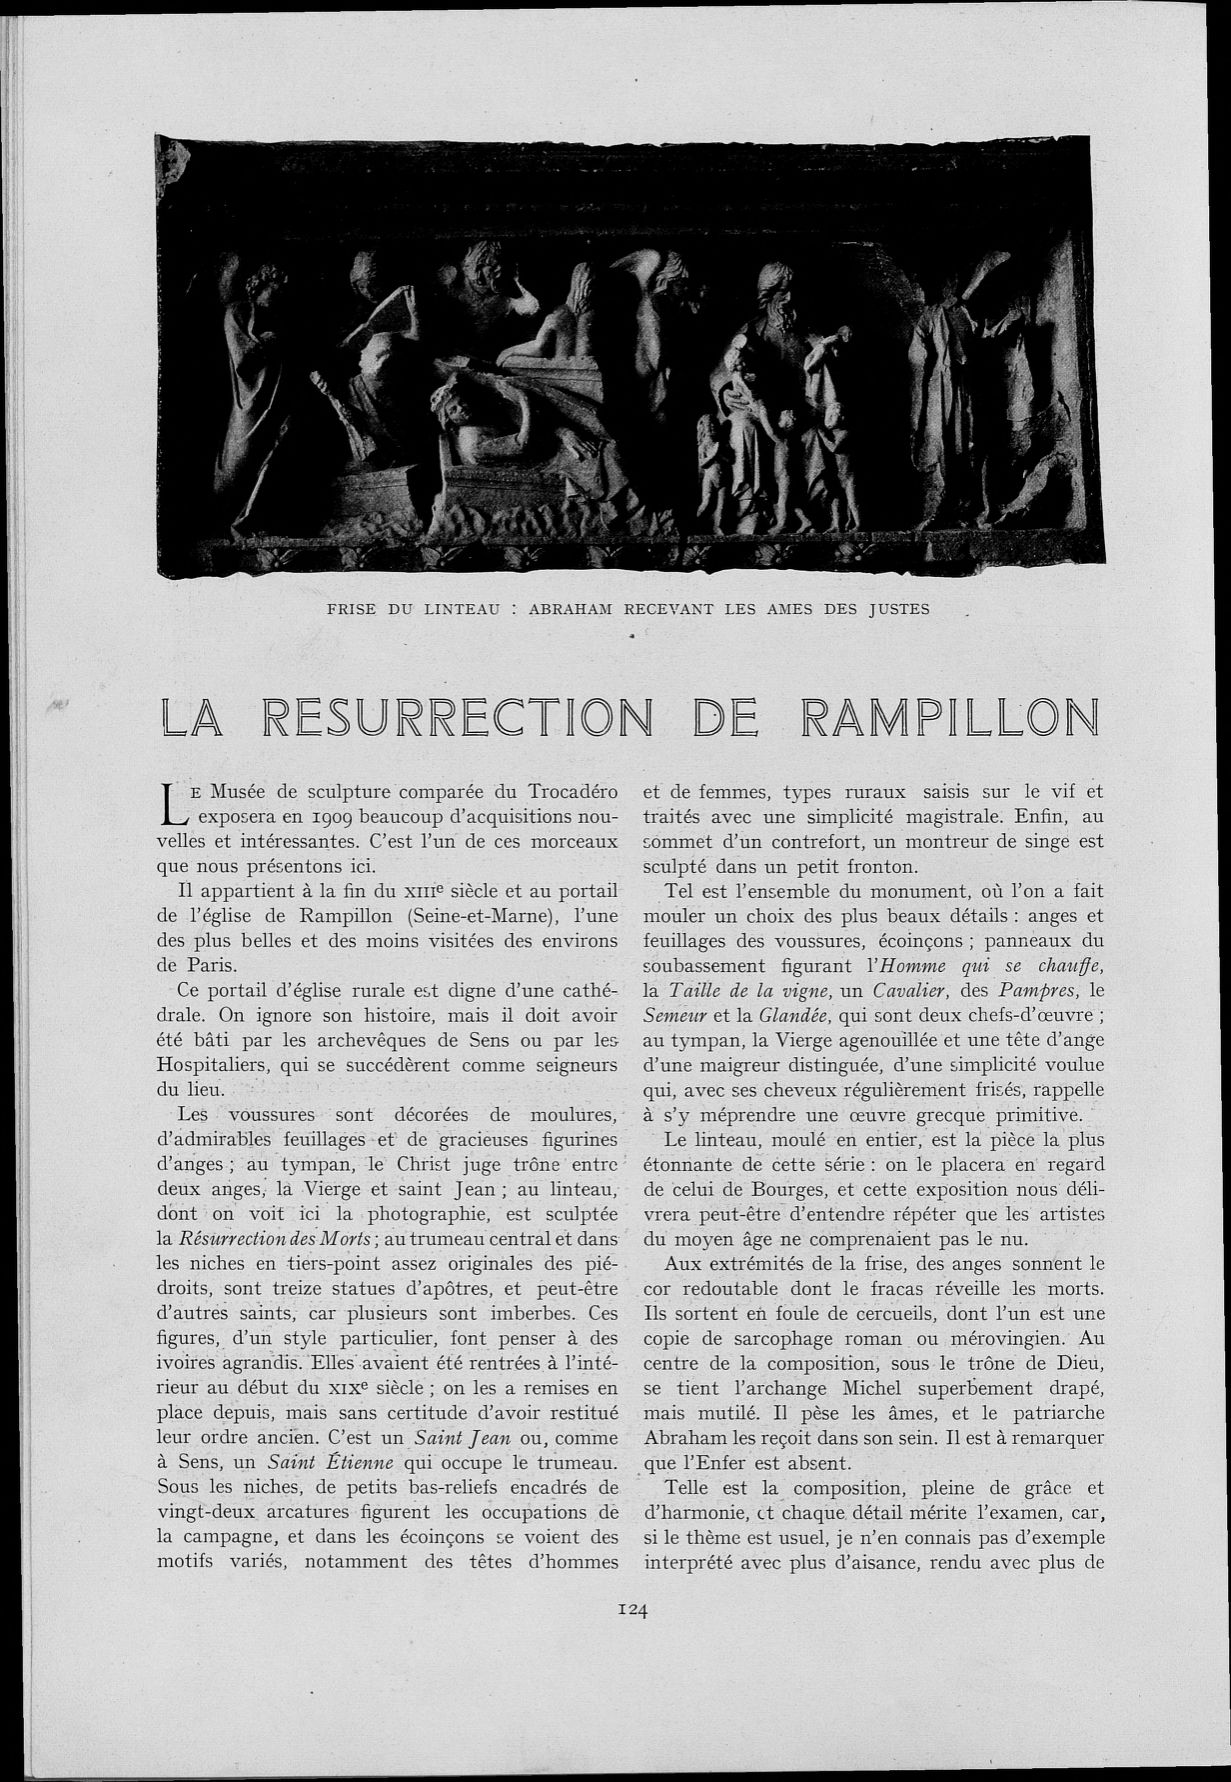 FRISE DU LINTEAU : ABRAHAM RECEVANT LES AMES DES JUSTES
LA RESURRECTION DE RAMPILLON
LE Musée de sculpture comparée du Trocadéro
exposera en 1909 beaucoup d'acquisitions nou-
velles et intéressantes. C'est l'un de ces morceaux
que nous présentons ici.
Il appartient à la fin du XIIIe siècle et au portail
de l'église de Rampillon (Seine-et-Marne), l'une
des plus belles et des moins visitées des environs
de Paris.
Ce portail d'église rurale est digne d'une cathé-
drale. On ignore son histoire, mais il doit avoir
été bâti par les archevêques de Sens ou par les
Hospitaliers, qui se succédèrent comme seigneurs
du lieu.
Les voussures sont décorées de moulures,
d'admirables feuillages et de gracieuses figurines
d'anges ; au tympan, le Christ juge trône entre
deux anges, la Vierge et saint Jean ; au linteau,
dont on voit ici la photographie, est sculptée
la Résurrection des Morts ; au trumeau central et dans
les niches en tiers-point assez originales des pié-
droits, sont treize statues d'apôtres, et peut-être
d'autres saints, car plusieurs sont imberbes. Ces
figures, d'un style particulier, font penser à des
ivoires agrandis. Elles avaient été rentrées à l'inté-
rieur au début du XIXe siècle ; on les a remises en
place depuis, mais sans certitude d'avoir restitué
leur ordre ancien. C'est un Saint Jean ou, comme
à Sens, un Saint Étienne qui occupe le trumeau.
Sous les niches, de petits bas-reliefs encadrés de
vingt-deux arcatures figurent les occupations de
la campagne, et dans les écoinçons se voient des
motifs variés, notamment des têtes d'hommes
et de femmes, types ruraux saisis sur le vif et
traités avec une simplicité magistrale. Enfin, au
sommet d'un contrefort, un montreur de singe est
sculpté dans un petit fronton.
Tel est l'ensemble du monument, où l'on a fait
mouler un choix des plus beaux détails : anges et
feuillages des voussures, écoinçons ; panneaux du
soubassement figurant l'Homme qui se chauffe,
la Taille de la vigne, un Cavalier, des Pampres, le
Semeur et la Glandée, qui sont deux chefs-d'œuvre ;
au tympan, la Vierge agenouillée et une tête d'ange
d'une maigreur distinguée, d'une simplicité voulue
qui, avec ses cheveux régulièrement frisés, rappelle
à s'y méprendre une œuvre grecque primitive.
Le linteau, moulé en entier, est la pièce la plus
étonnante de cette série : on le placera en regard
de celui de Bourges, et cette exposition nous déli-
vrera peut-être d'entendre répéter que les artistes
du moyen âge ne comprenaient pas le nu.
Aux extrémités de la frise, des anges sonnent le
cor redoutable dont le fracas réveille les morts.
Ils sortent en foule de cercueils, dont l'un est une
copie de sarcophage roman ou mérovingien. Au
centre de la composition, sous le trône de Dieu,
se tient l'archange Michel superbement drapé,
mais mutilé. Il pèse les âmes, et le patriarche
Abraham les reçoit dans son sein. Il est à remarquer
que l'Enfer est absent.
Telle est la composition, pleine de grâce et
d'harmonie, et chaque détail mérite l'examen, car,
si le thème est usuel, je n'en connais pas d'exemple
interprété avec plus d'aisance, rendu avec plus de
124